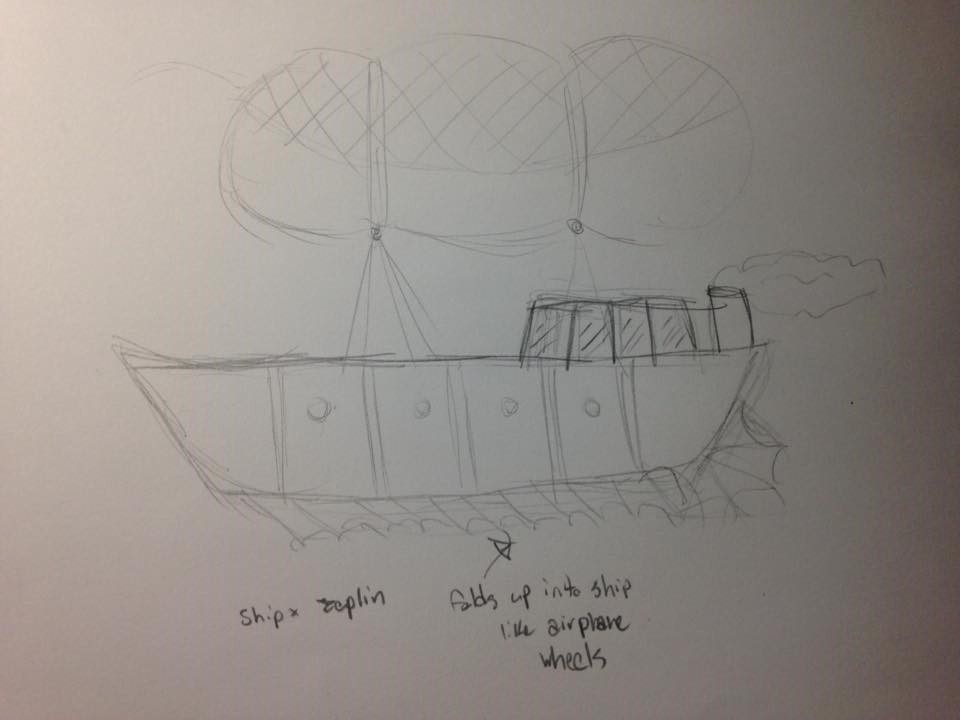 ship x zeplin
folds up into ship
like airplane
wheels